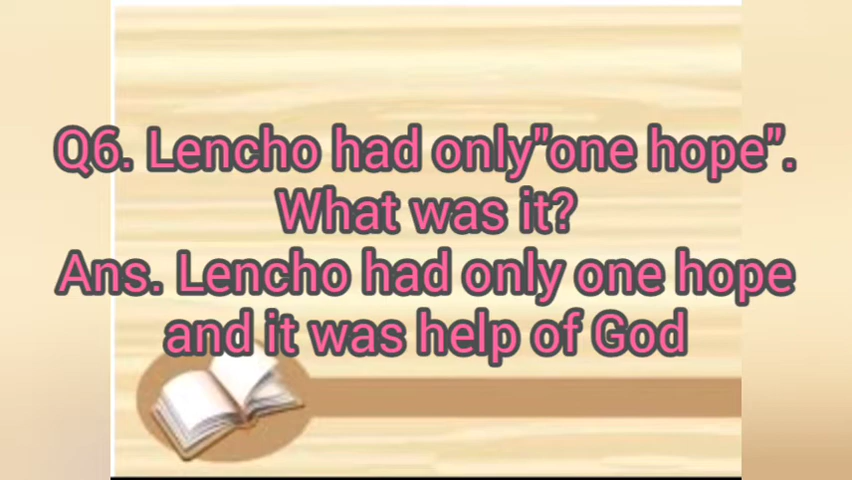 Q6. Lencho had only"one hope".
What was it?
Ans. Lencho had only one hope
and it was help of God